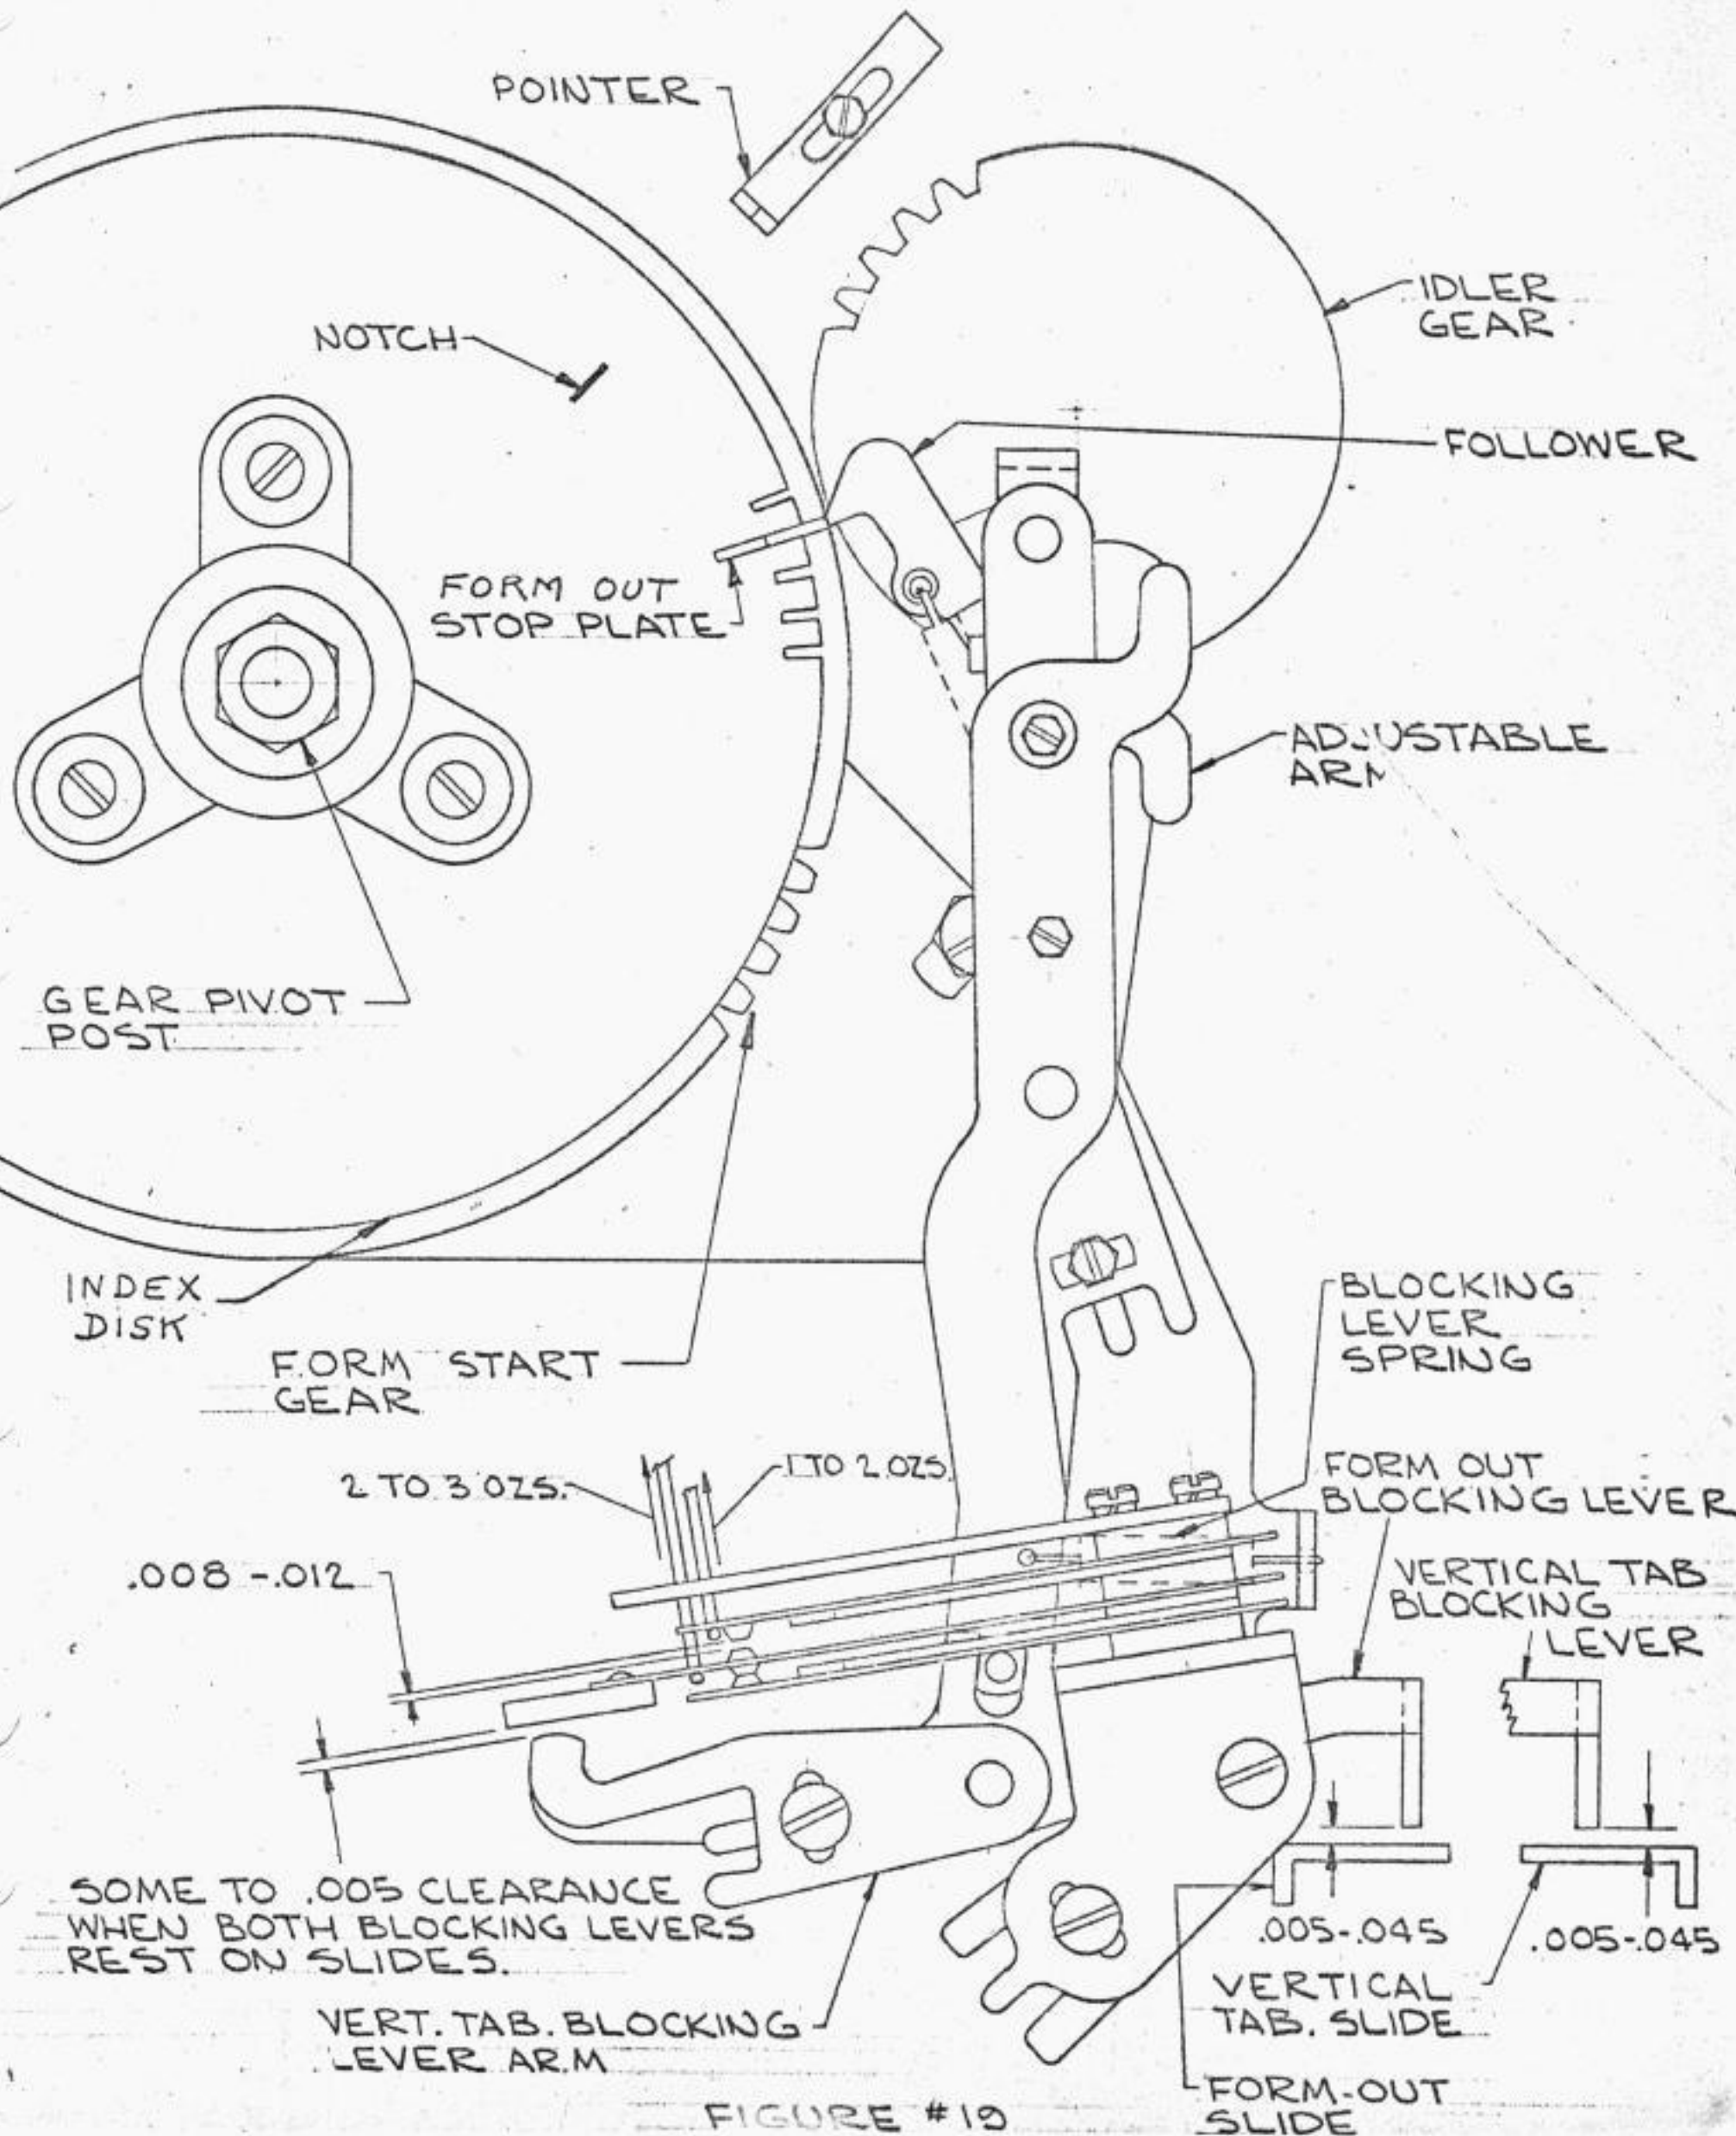 POINTER
NOTCH
IDLER
GEAR
FOLLOWER
FORM OUT
STOP PLATE
ADJUSTABLE
ARM
GEAR PIVOT
POST
INDEX
DISK
FORM START
GEAR
BLOCKING
LEVER
SPRING
2 TO 3 OZS.
1 TO 2 OZS.
FORM OUT
BLOCKING LEVER
.008 -.012
VERTICAL TAB
BLOCKING
LEVER
SOME TO .005 CLEARANCE
WHEN BOTH BLOCKING LEVERS
REST ON SLIDES.
.005-.045
.005-.045
VERTICAL
TAB. SLIDE
VERT. TAB. BLOCKING
LEVER ARM
FORM-OUT
SLIDE
FIGURE #19